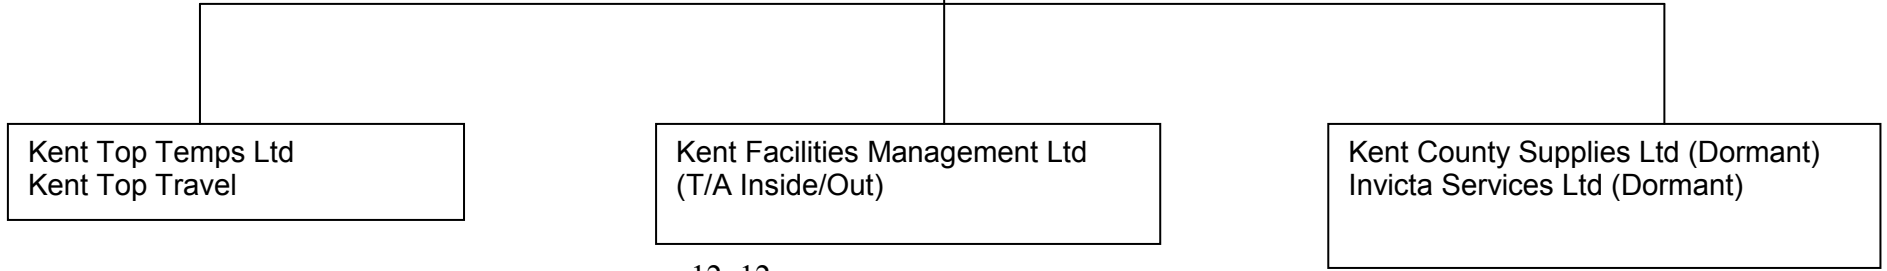 Kent Top Temps Ltd
Kent Top Travel
Kent Facilities Management Ltd
(T/A Inside/Out)
Kent County Supplies Ltd (Dormant)
Invicta Services Ltd (Dormant)